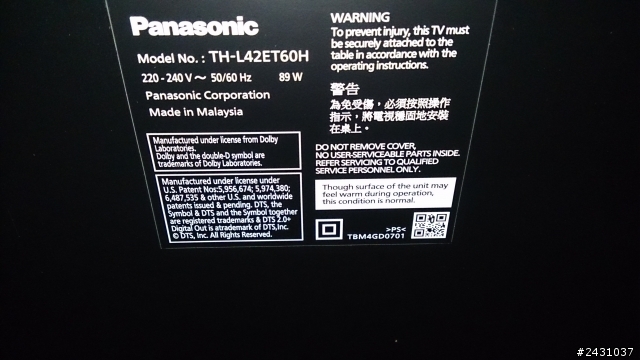 Panasonic
Model No. : TH-L42ET60H
220 - 240 V ~ 50/60 Hz 89 W
Panasonic Corporation
Made in Malaysia
Manufactured under license from Dolby
Laboratories.
Dolby and the double-D symbol are
trademarks of Dolby Laboratories.
Manufactured under license under
U.S. Patent Nos:5,956,674; 5,974,380;
6,487,535 & other U.S. and worldwide
patents issued & pending. DTS, the
Symbol & DTS and the Symbol together
are registered trademarks & DTS 2.0+
Digital Out is atrademark of DTS,Inc.
© DTS, Inc. All Rights Reserved.
WARNING
To prevent injury, this TV must
be securely attached to the
table in accordance with the
operating instructions.
警告
為免受傷，必須按照操作
指示，將電視穩固地安裝
在桌上。
DO NOT REMOVE COVER,
NO USER-SERVICEABLE PARTS INSIDE.
REFER SERVICING TO QUALIFIED
SERVICE PERSONNEL ONLY.
Though surface of the unit may
feel warm during operation,
this condition is normal.
>PS<
TBM4GD0701
#2431037